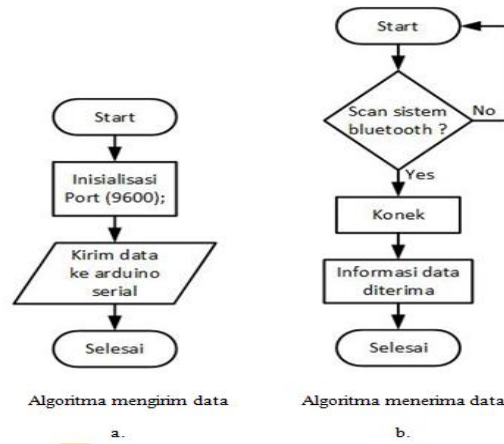 Start
Inisialisasi
Port (9600);
Kirim data
ke arduino
serial
Selesai
Algoritma mengirim data
a.
Start
Scan sistem
bluetooth ?
No
Yes
Konek
Informasi data
diterima
Selesai
Algoritma menerima data
b.